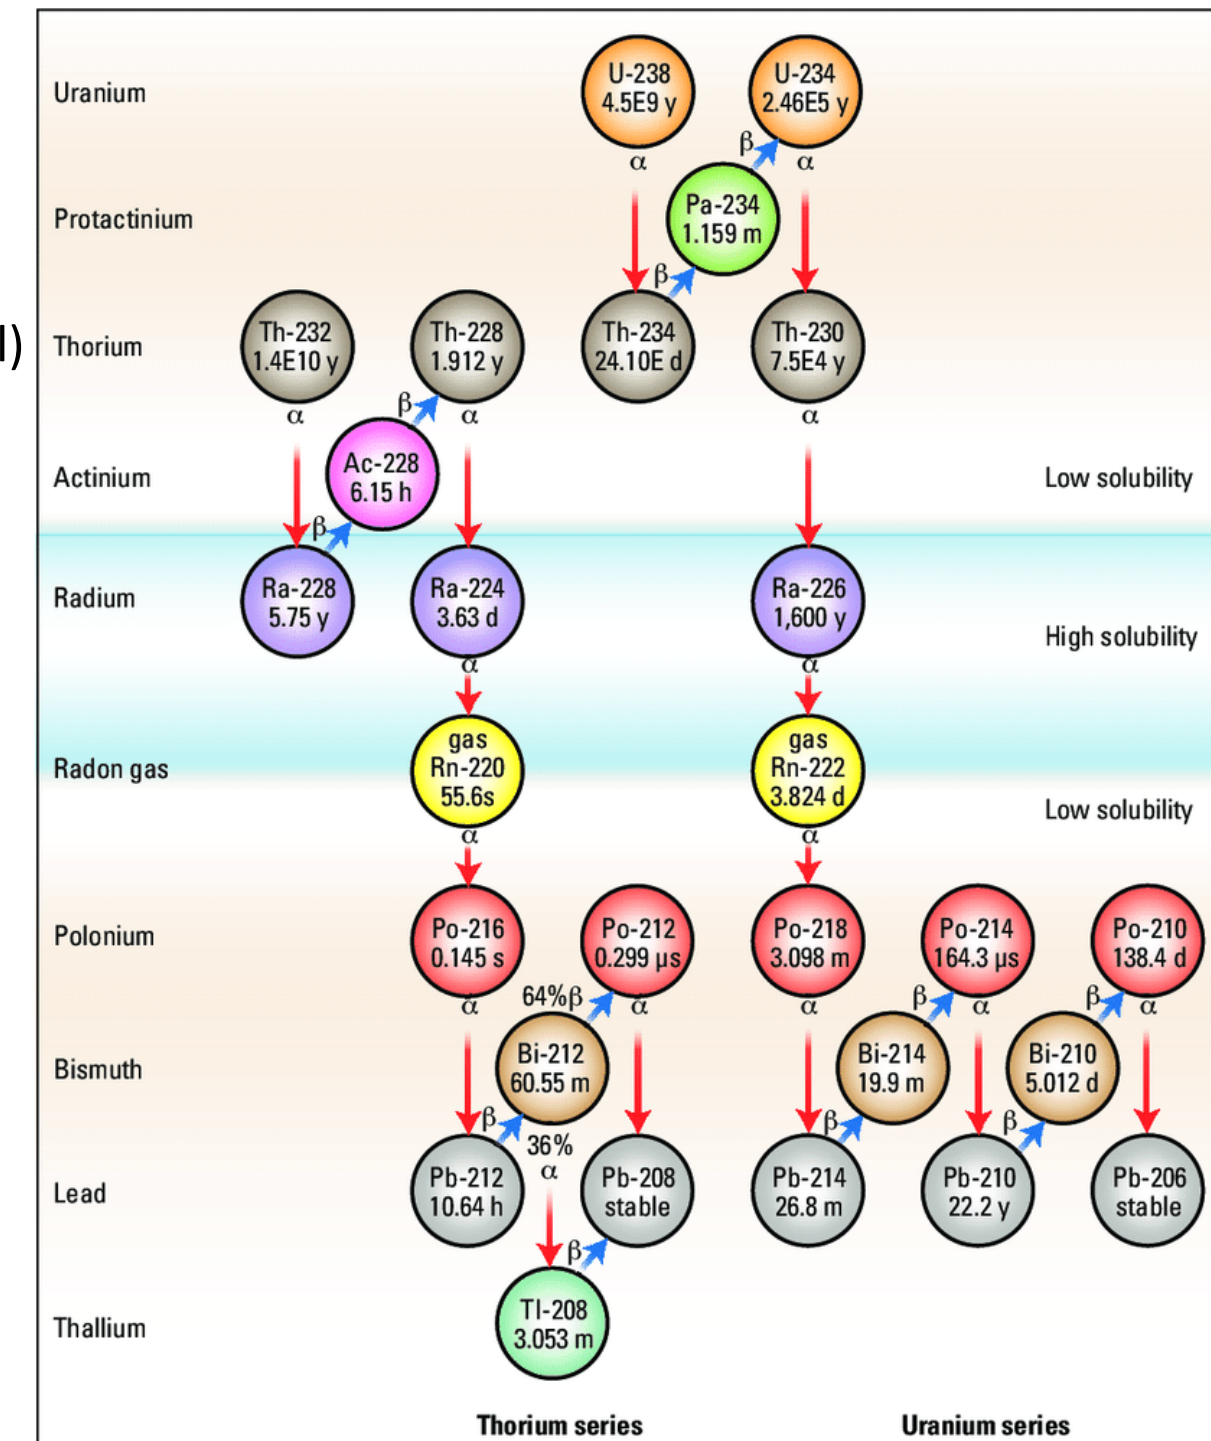 U-238
4.5E9 y
U-234
2.46E5 y
Uranium
α
β
α
Pa-234
1.159 m
Protactinium
β
l)
Thorium
Th-232
1.4E10 y
Th-228
1.912 y
Th-234
24.10E d
Th-230
7.5E4 y
α
β
α
α
Ac-228
6.15 h
Actinium
Low solubility
β
Radium
Ra-228
5.75 y
Ra-224
3.63 d
Ra-226
1,600 y
High solubility
α
α
Radon gas
gas
Rn-220
55.6s
gas
Rn-222
3.824 d
Low solubility
α
α
Polonium
Po-216
0.145 s
Po-212
0.299 µs
Po-218
3.098 m
Po-214
164.3 µs
Po-210
138.4 d
α
64%β
α
α
β
α
β
α
Bismuth
Bi-212
60.55 m
Bi-214
19.9 m
Bi-210
5.012 d
β
36%
α
β
β
Lead
Pb-212
10.64 h
Pb-208
stable
Pb-214
26.8 m
Pb-210
22.2 y
Pb-206
stable
β
Thallium
Tl-208
3.053 m
Thorium series
Uranium series